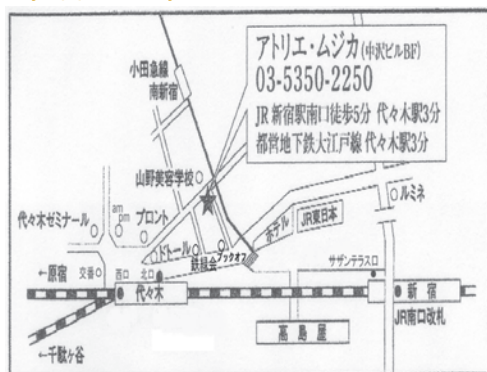 アトリエ・ムジカ(中沢ビルBF)
03-5350-2250
JR新宿駅南口徒歩5分 代々木駅3分
都営地下鉄大江戸線 代々木駅3分
小田急線
南新宿
山野美容学校
代々木ゼミナール
am
pm
プロント
ドトール
鉄緑会
ブックオフ
ホテル
JR東日本
ルミネ
サザンテラス口
←原宿
交番
西口
北口
代々木
新宿
JR南口改札
高島屋
←千駄ヶ谷